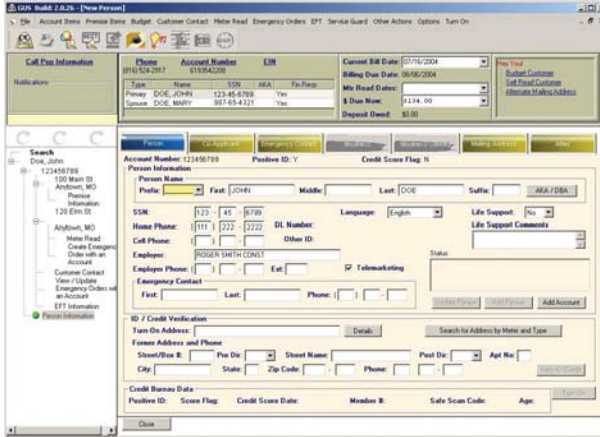 GUS Build: 2.0.26 - [New Person]
File Account Items Premise Items Budget Customer Contact Meter Read Emergency Orders EFT Service Guard Other Actions Options Turn On
Call Pop Information
Notifications
Phone Account Number EIN
(816) 524-2917 6193542208
Type Name SSN AKA Fin Resp
Primary DOE, JOHN 123-45-6789 Yes
Spouse DOE, MARY 987-65-4321 Yes
Current Bill Date: 07/16/2004
Billing Due Date: 08/06/2004
Mtr Read Dates:
$ Due Now: $134.00
Deposit Owed: $0.00
Hey You!
Budget Customer
Self Read Customer
Alternate Mailing Address
Search
Doe, John
123456789
100 Main St
Anytown, MO
Premise
Information
128 Elm St
Anytown, MO
Meter Read
Create Emergenc
Order with an
Account
Customer Contact
View / Update
Emergency Orders wit
an Account
EFT Information
Person Information
Person Co-Applicant Emergency Contact Mailing Address
Account Number: 123456789 Positive ID: Y Credit Score Flag: N
Person Information
Person Name
Prefix: First: JOHN Middle: Last: DOE Suffix: AKA / DBA
SSN: 123 - 45 - 6789 Language: English Life Support: No
Home Phone: (111) 222 - 2222 DL Number: Life Support Comments
Cell Phone: ( ) - Other ID:
Employer: ROGER SMITH CONST Status
Employer Phone: ( ) - Ext: Telemarketing
Emergency Contact
First: Last: Phone: ( ) -
Update Person Add Person Add Account
ID / Credit Verification
Turn-On Address: Details Search for Address by Meter and Type
Former Address and Phone
Street/Box #: Pre Dir: Street Name: Post Dir: Apt No:
City: State: Zip Code: - Phone: -
Credit Bureau Data
Positive ID: Score Flag: Credit Score Date: Member #: Safe Scan Code: Age: Turn On
Close